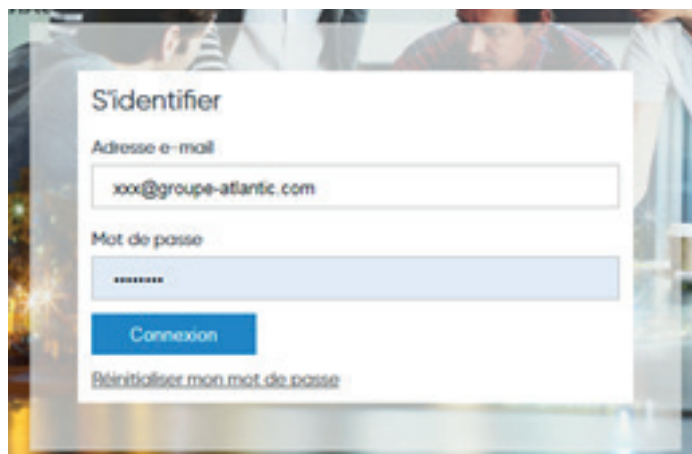 S'identifier
Adresse e-mail
xxx@groupe-atlantic.com
Mot de passe
••••••••
Connexion
Réinitialiser mon mot de passe